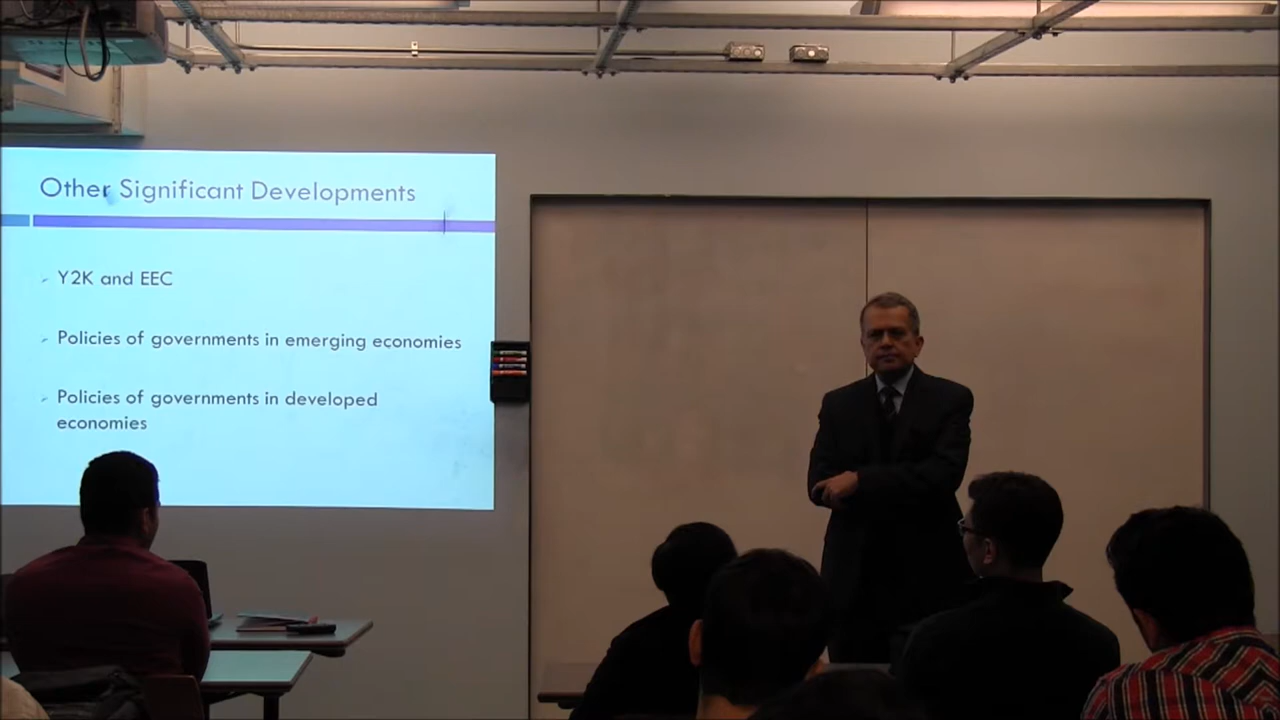 Other Significant Developments
Y2K and EEC
Policies of governments in emerging economies
Policies of governments in developed
economies